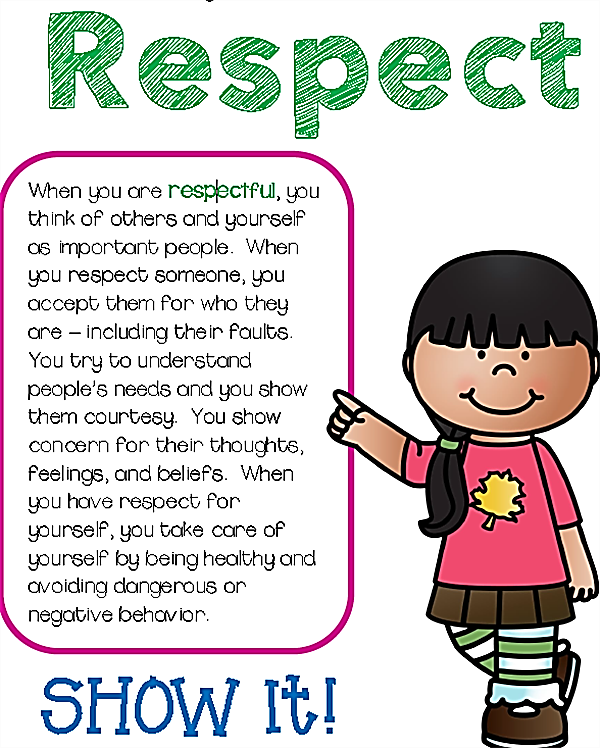 Respect
When you are respectful, you
think of others and yourself
as important people. When
you respect someone, you
accept them for who they
are – including their faults.
You try to understand
people's needs and you show
them courtesy. You show
concern for their thoughts,
feelings, and beliefs. When
you have respect for
yourself, you take care of
yourself by being healthy and
avoiding dangerous or
negative behavior.
SHOW It!